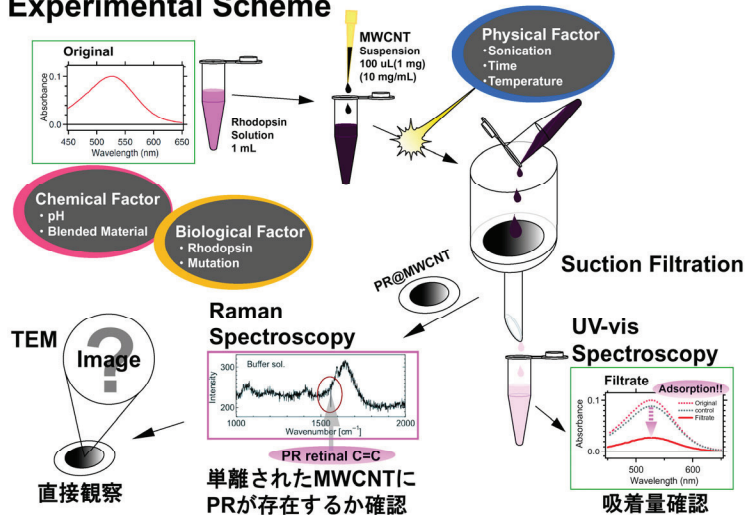 Experimental Scheme
Original
Absorbance
0.1
0.0
450 500 550 600 650
Wavelength (nm)
Rhodopsin
Solution
1 mL
MWCNT
Suspension
100 uL(1 mg)
(10 mg/mL)
Physical Factor
・Sonication
・Time
・Temperature
Chemical Factor
・pH
・Blended Material
Biological Factor
・Rhodopsin
・Mutation
Suction Filtration
PR@MWCNT
TEM
?
Image
直接観察
Raman
Spectroscopy
Buffer sol.
Intensity
300
200
1000 1500 2000
Wavenumber [cm⁻¹]
PR retinal C=C
単離されたMWCNTに
PRが存在するか確認
UV-vis
Spectroscopy
Filtrate
Adsorption!!
Original
control
Filtrate
Absorbance
0.1
0.0
500 600
Wavelength (nm)
吸着量確認